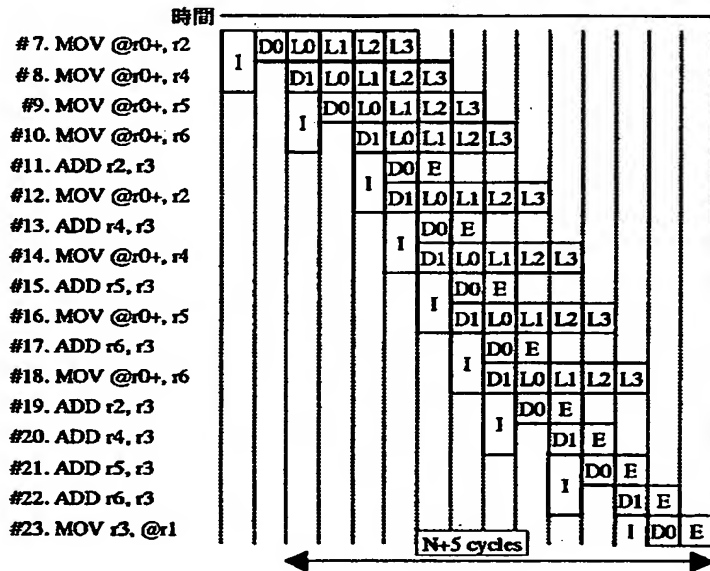 時間
#7. MOV @r0+, r2 I D0 L0 L1 L2 L3
#8. MOV @r0+, r4 D1 L0 L1 L2 L3
#9. MOV @r0+, r5 I D0 L0 L1 L2 L3
#10. MOV @r0+, r6 D1 L0 L1 L2 L3
#11. ADD r2, r3 I D0 E
#12. MOV @r0+, r2 D1 L0 L1 L2 L3
#13. ADD r4, r3 I D0 E
#14. MOV @r0+, r4 D1 L0 L1 L2 L3
#15. ADD r5, r3 I D0 E
#16. MOV @r0+, r5 D1 L0 L1 L2 L3
#17. ADD r6, r3 I D0 E
#18. MOV @r0+, r6 D1 L0 L1 L2 L3
#19. ADD r2, r3 I D0 E
#20. ADD r4, r3 D1 E
#21. ADD r5, r3 I D0 E
#22. ADD r6, r3 D1 E
#23. MOV r3, @r1 I D0 E
N+5 cycles